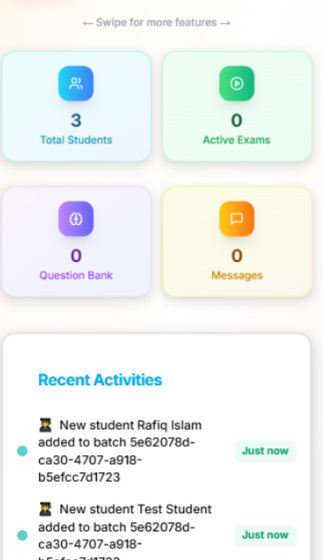 ← Swipe for more features →
3
Total Students
0
Active Exams
0
Question Bank
0
Messages
Recent Activities
New student Rafiq Islam
added to batch 5e62078d-
ca30-4707-a918-
b5efcc7d1723
Just now
New student Test Student
added to batch 5e62078d-
ca30-4707-a918-
b5efcc7d1723
Just now